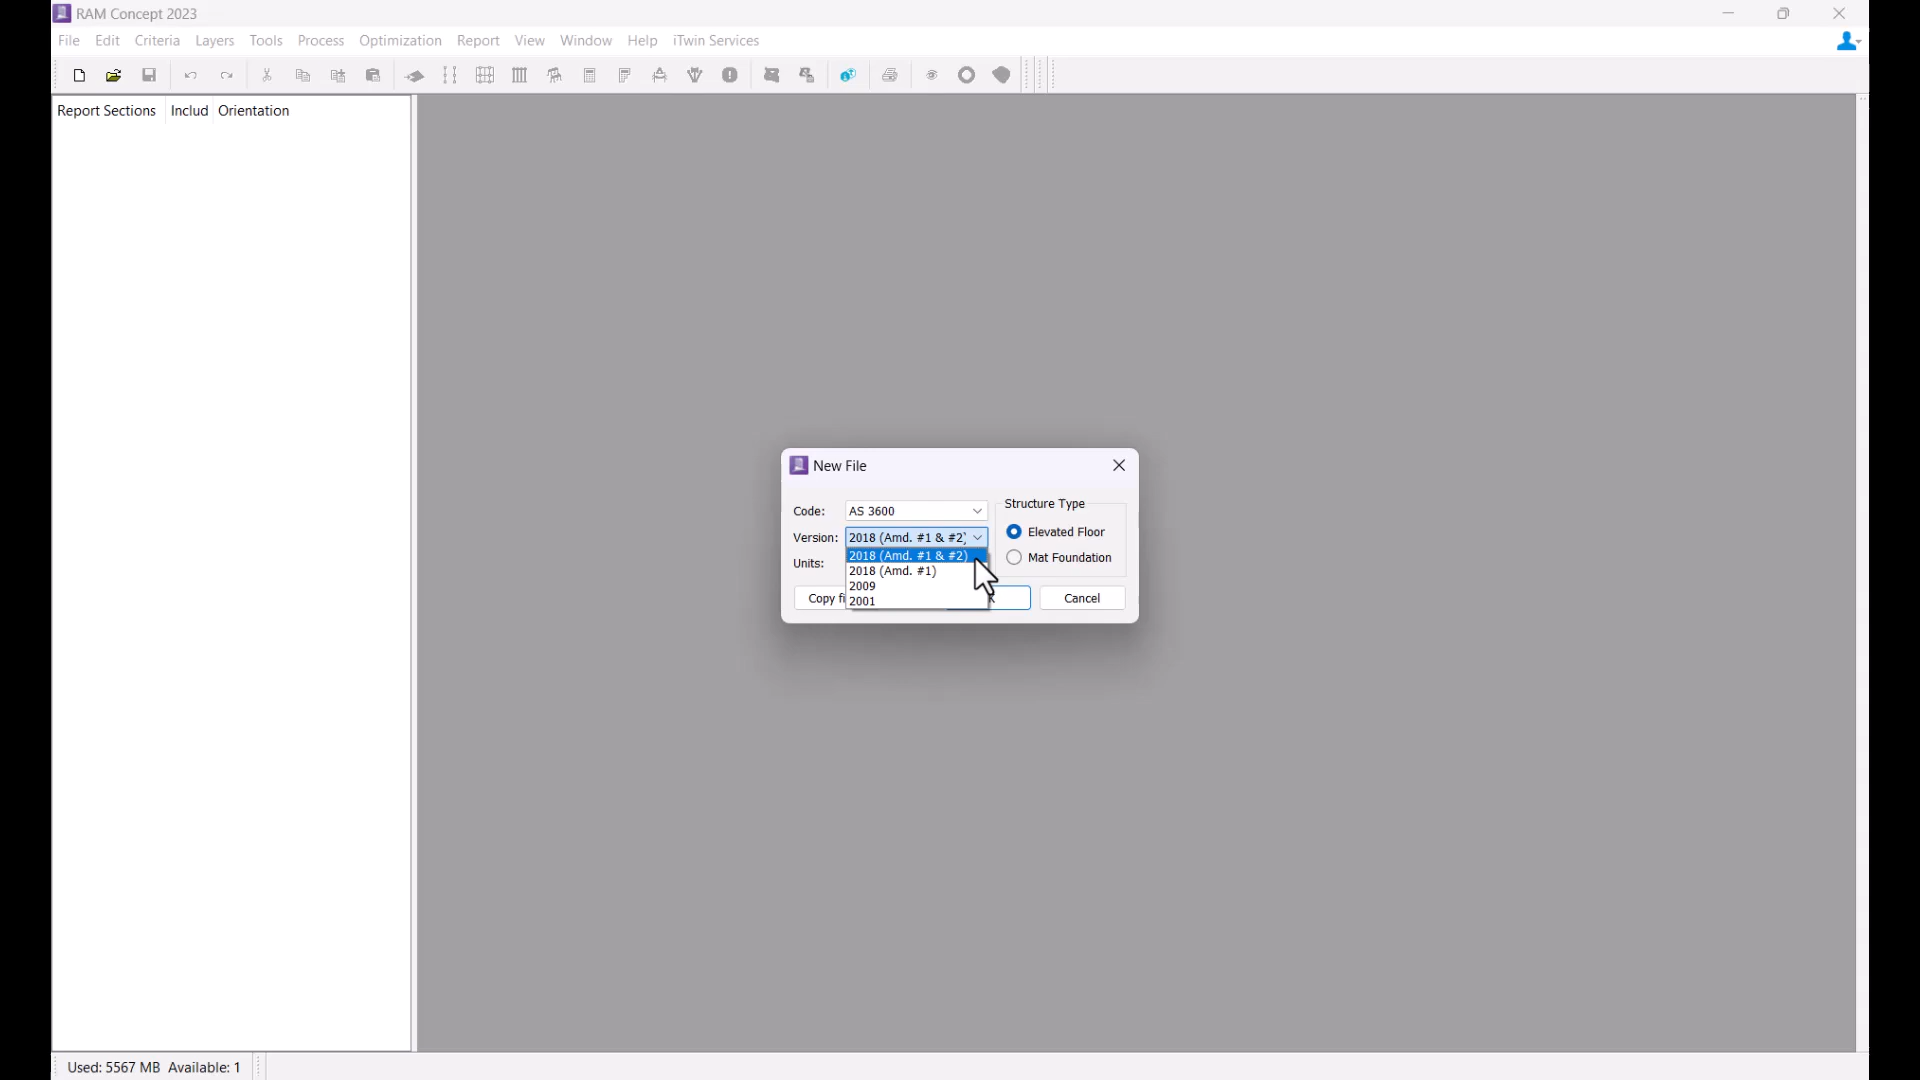 RAM Concept 2023
File Edit Criteria Layers Tools Process Optimization Report View Window Help iTwin Services
Report Sections Includ Orientation
New File
Code: AS 3600
Structure Type
Version: 2018 (Amd. #1 & #2)
Elevated Floor
2018 (Amd. #1 & #2)
Units:
Mat Foundation
2018 (Amd. #1)
2009
2001
Copy fi
K
Cancel
Used: 5567 MB Available: 1